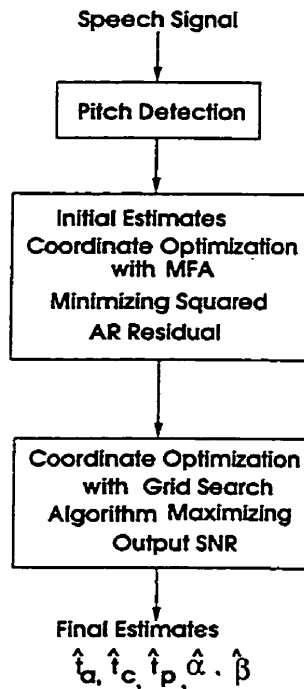 Speech Signal
Pitch Detection
Initial Estimates
Coordinate Optimization
with MFA
Minimizing Squared
AR Residual
Coordinate Optimization
with Grid Search
Algorithm Maximizing
Output SNR
Final Estimates
t̂a, t̂c, t̂p, α̂, β̂